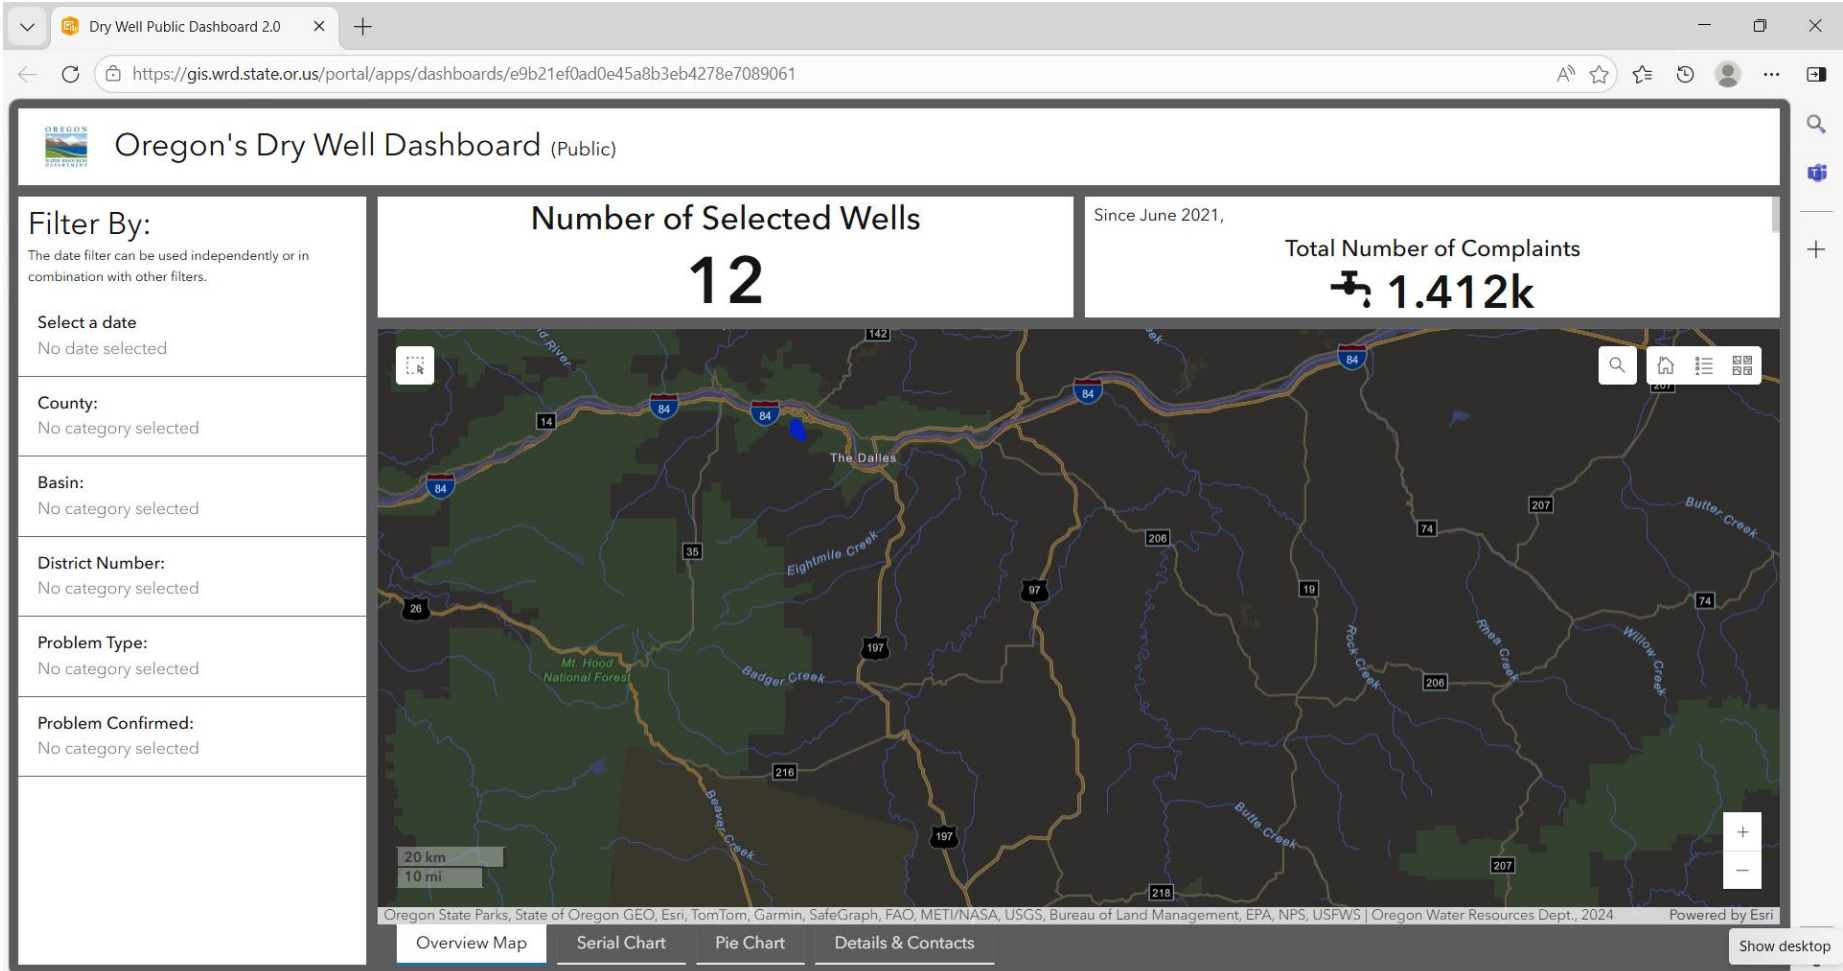 Dry Well Public Dashboard 2.0
https://gis.wrd.state.or.us/portal/apps/dashboards/e9b21ef0ad0e45a8b3eb4278e7089061
OREGON
WATER RESOURCES
DEPARTMENT
Oregon's Dry Well Dashboard (Public)
Filter By:
The date filter can be used independently or in
combination with other filters.
Select a date
No date selected
County:
No category selected
Basin:
No category selected
District Number:
No category selected
Problem Type:
No category selected
Problem Confirmed:
No category selected
Number of Selected Wells
12
Since June 2021,
Total Number of Complaints
1.412k
d River
142
ek
84
207
84
84
84
14
The Dalles
84
207
Butter Creek
74
206
Eightmile Creek
35
97
19
74
26
Rock Creek
Rhea Creek
Willow Creek
197
Mt. Hood
National Forest
Badger Creek
206
216
Beaver Creek
Butte Creek
197
207
218
20 km
10 mi
+
−
Oregon State Parks, State of Oregon GEO, Esri, TomTom, Garmin, SafeGraph, FAO, METI/NASA, USGS, Bureau of Land Management, EPA, NPS, USFWS | Oregon Water Resources Dept., 2024 Powered by Esri
Overview Map Serial Chart Pie Chart Details & Contacts
Show desktop